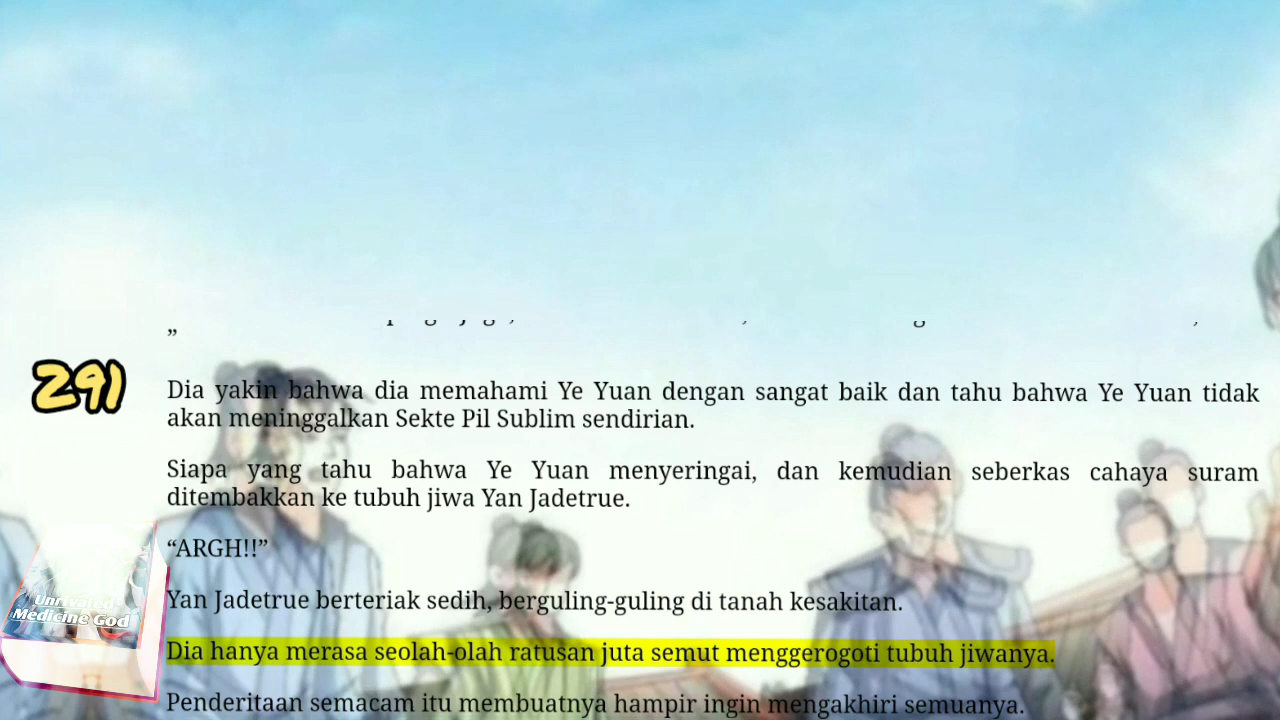 ”
291
Dia yakin bahwa dia memahami Ye Yuan dengan sangat baik dan tahu bahwa Ye Yuan tidak
akan meninggalkan Sekte Pil Sublim sendirian.
Siapa yang tahu bahwa Ye Yuan menyeringai, dan kemudian seberkas cahaya suram
ditembakkan ke tubuh jiwa Yan Jadetrue.
“ARGH!!”
Yan Jadetrue berteriak sedih, berguling-guling di tanah kesakitan.
Unrivaled
Medicine God
Dia hanya merasa seolah-olah ratusan juta semut menggerogoti tubuh jiwanya.
Penderitaan semacam itu membuatnya hampir ingin mengakhiri semuanya.